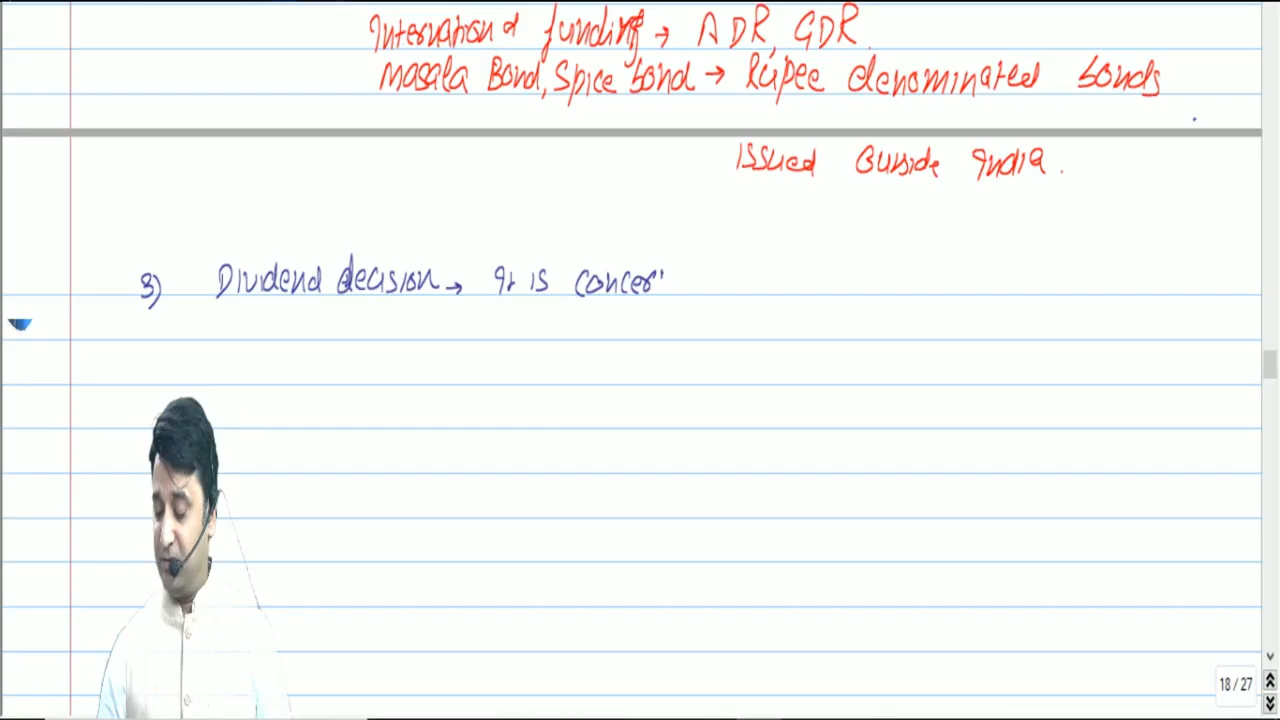 International funding → ADR, GDR.
Masala Bond, Spice bond → Rupee denominated bonds
issued outside India.
3) Dividend decision → It is concer
18 / 27